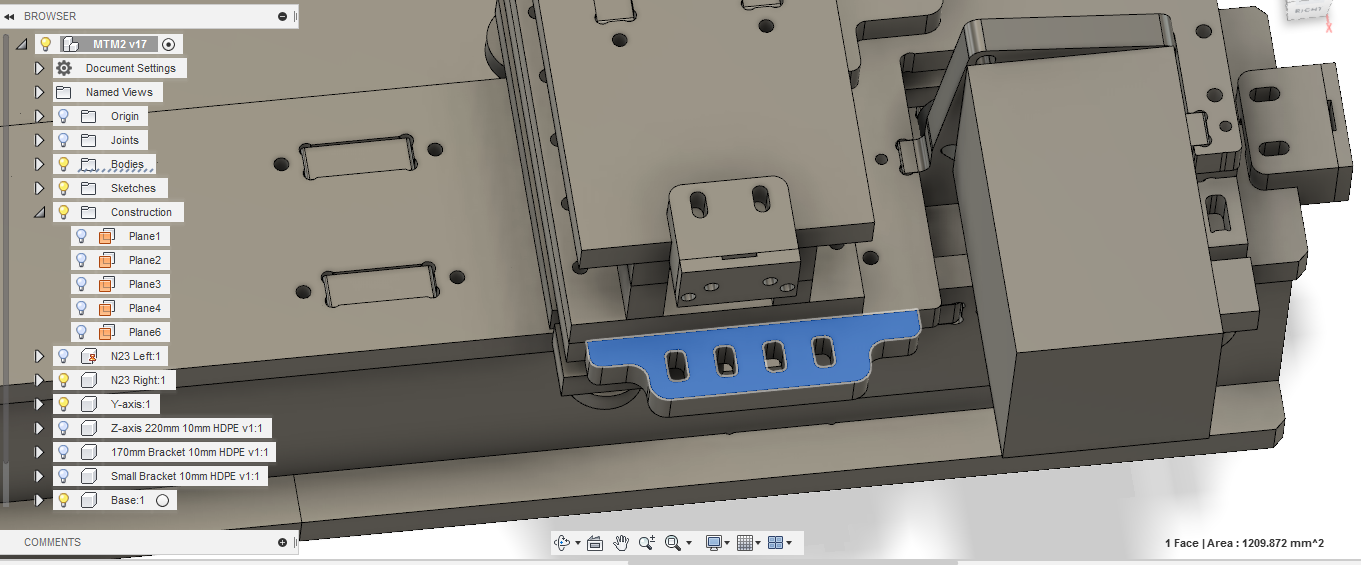 BROWSER
RIGHT
X
MTM2 v17
Document Settings
Named Views
Origin
Joints
Bodies
Sketches
Construction
Plane1
Plane2
Plane3
Plane4
Plane6
N23 Left:1
N23 Right:1
Y-axis:1
Z-axis 220mm 10mm HDPE v1:1
170mm Bracket 10mm HDPE v1:1
Small Bracket 10mm HDPE v1:1
Base:1
COMMENTS
1 Face | Area : 1209.872 mm^2